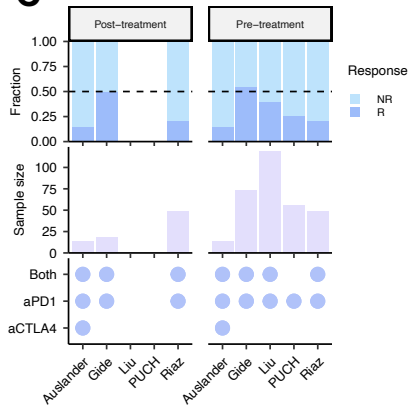 Post-treatment
Pre-treatment
Fraction
1.00
0.75
0.50
0.25
0.00
Response
NR
R
Sample size
100
75
50
25
0
Both
aPD1
aCTLA4
Auslander
Gide
Liu
PUCH
Riaz
Auslander
Gide
Liu
PUCH
Riaz